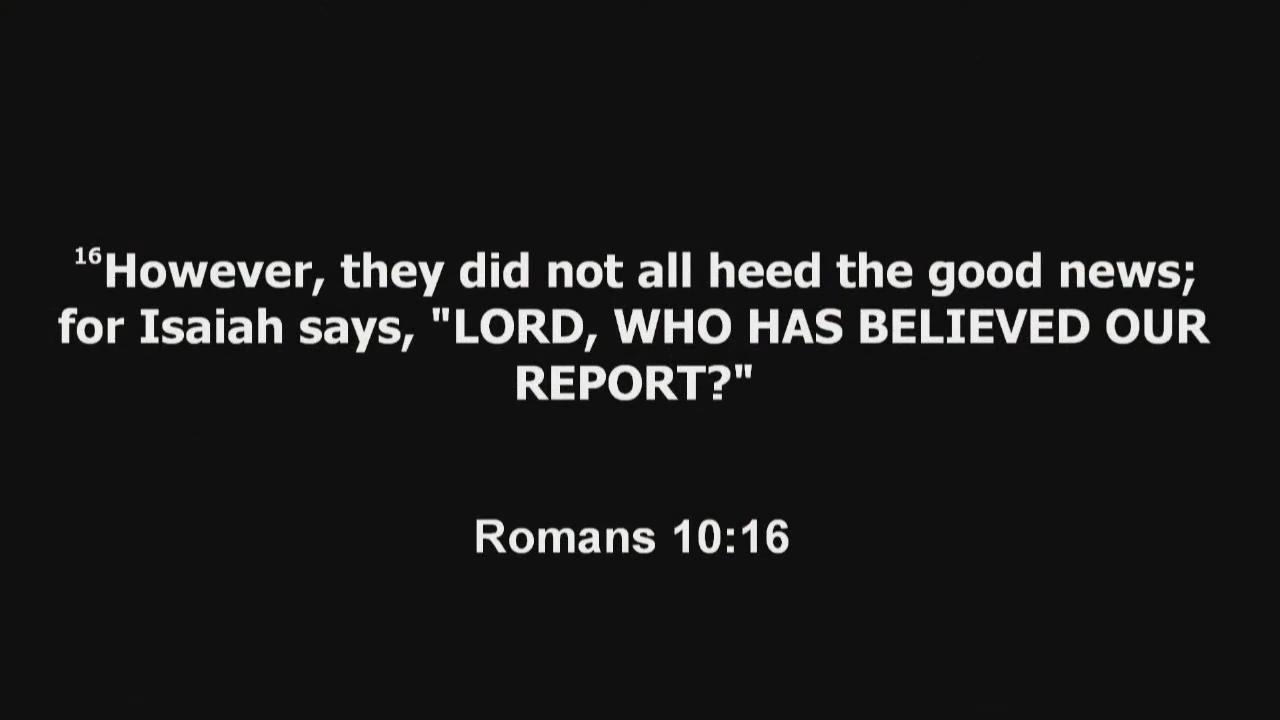 16However, they did not all heed the good news;
for Isaiah says, "LORD, WHO HAS BELIEVED OUR
REPORT?"
Romans 10:16